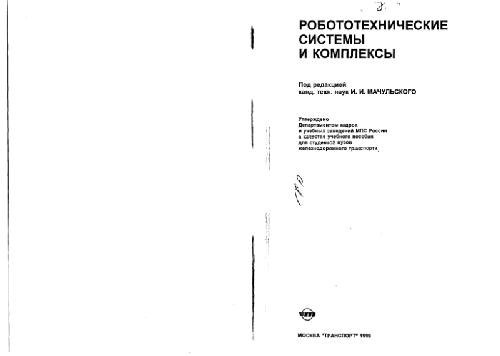 РОБОТОТЕХНИЧЕСКИЕ
СИСТЕМЫ
И КОМПЛЕКСЫ
Под редакцией
канд. техн. наук И. И. МАЧУЛЬСКОГО
Утверждено
Департаментом кадров
и учебных заведений МПС России
в качестве учебного пособия
для студентов вузов
железнодорожного транспорта
МОСКВА "ТРАНСПОРТ" 1999